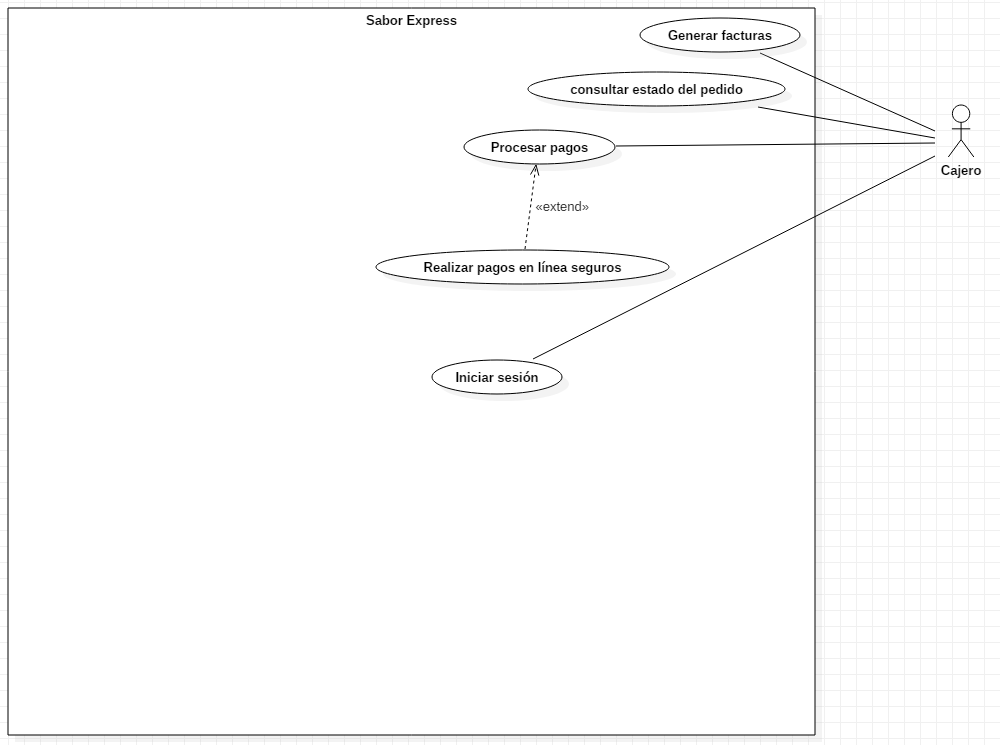 Sabor Express
Generar facturas
consultar estado del pedido
Procesar pagos
Cajero
«extend»
Realizar pagos en línea seguros
Iniciar sesión